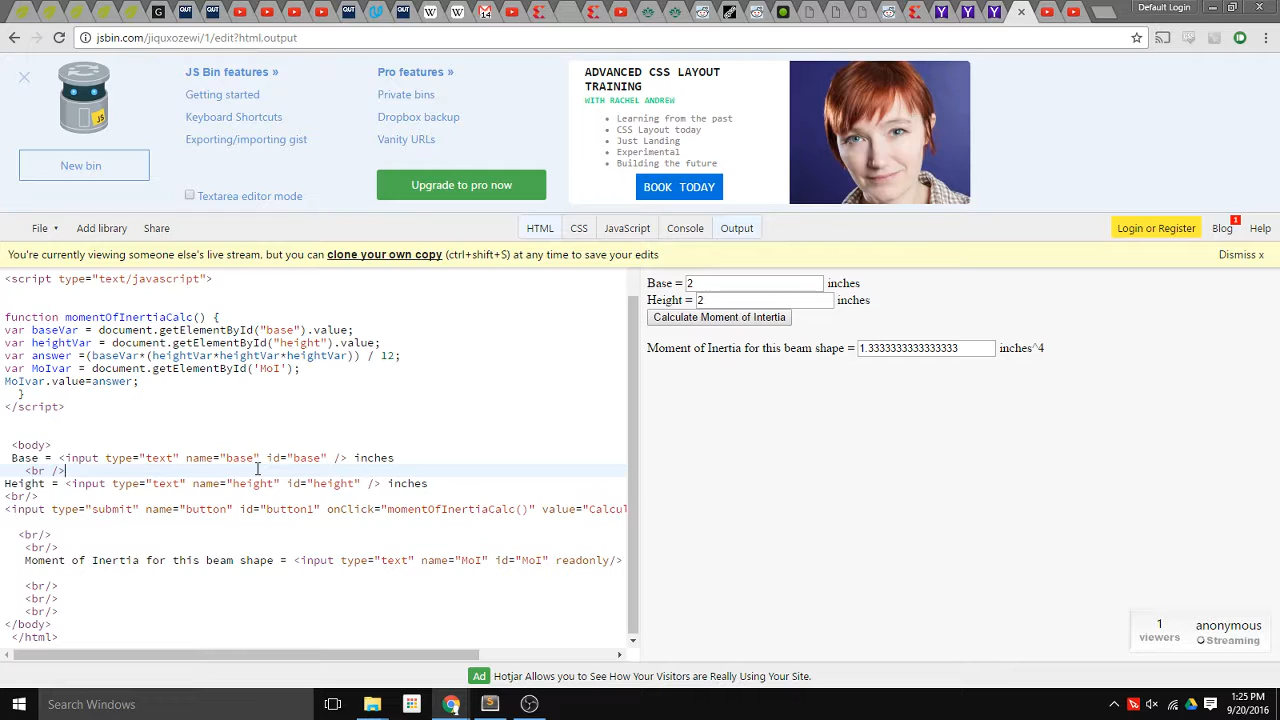 Default Login
jsbin.com/jiquxozewi/1/edit?html,output
JS Bin features »
Getting started
Keyboard Shortcuts
Exporting/importing gist
Pro features »
Private bins
Dropbox backup
Vanity URLs
New bin
Textarea editor mode
Upgrade to pro now
ADVANCED CSS LAYOUT
TRAINING
WITH RACHEL ANDREW
• Learning from the past
• CSS Layout today
• Just Landing
• Experimental
• Building the future
BOOK TODAY
File Add library Share HTML CSS JavaScript Console Output Login or Register Blog 1 Help
You're currently viewing someone else's live stream, but you can clone your own copy (ctrl+shift+S) at any time to save your edits Dismiss x
<script type="text/javascript">
function momentOfInertiaCalc() {
var baseVar = document.getElementById("base").value;
var heightVar = document.getElementById("height").value;
var answer =(baseVar*(heightVar*heightVar*heightVar)) / 12;
var MoIvar = document.getElementById('MoI');
MoIvar.value=answer;
}
</script>
<body>
Base = <input type="text" name="base" id="base" /> inches
<br />
Height = <input type="text" name="height" id="height" /> inches
<br/>
<input type="submit" name="button" id="button1" onClick="momentOfInertiaCalc()" value="Calcul
<br/>
<br/>
Moment of Inertia for this beam shape = <input type="text" name="MoI" id="MoI" readonly/>
<br/>
<br/>
<br/>
</body>
</html>
Base = 2 inches
Height = 2 inches
Calculate Moment of Inertia
Moment of Inertia for this beam shape = 1.3333333333333333 inches^4
1 viewers
anonymous
Streaming
Ad Hotjar Allows you to See How Your Visitors are Really Using Your Site.
Search Windows
1:25 PM
9/20/2016